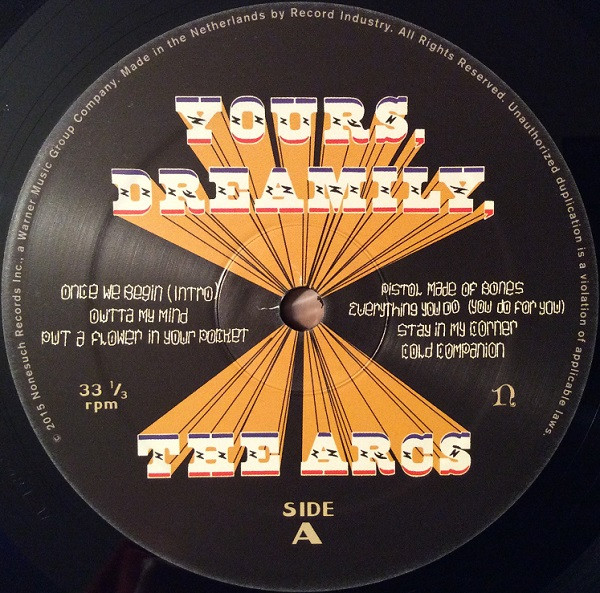 © 2015 Nonesuch Records Inc., a Warner Music Group Company. Made in the Netherlands by Record Industry. All Rights Reserved. Unauthorized duplication is a violation of applicable laws.
YOURS,
DREAMILY,
ONCE WE BEGIN (INTRO)
OUTTA MY MIND
PUT A FLOWER IN YOUR POCKET
PISTOL MADE OF BONES
EVERYTHING YOU DO (YOU DO FOR YOU)
STAY IN MY CORNER
COLD COMPANION
33 1/3
rpm
n
THE ARCS
SIDE
A